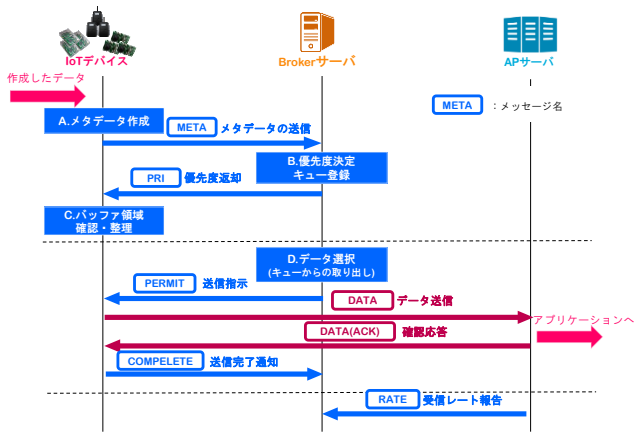 IoTデバイス
Brokerサーバ
APサーバ
作成したデータ
META
：メッセージ名
A.メタデータ作成
META メタデータの送信
B.優先度決定
キュー登録
PRI 優先度返却
C.バッファ領域
確認・整理
D.データ選択
(キューからの取り出し)
PERMIT 送信指示
DATA データ送信
アプリケーションへ
DATA(ACK) 確認応答
COMPELETE 送信完了通知
RATE 受信レート報告